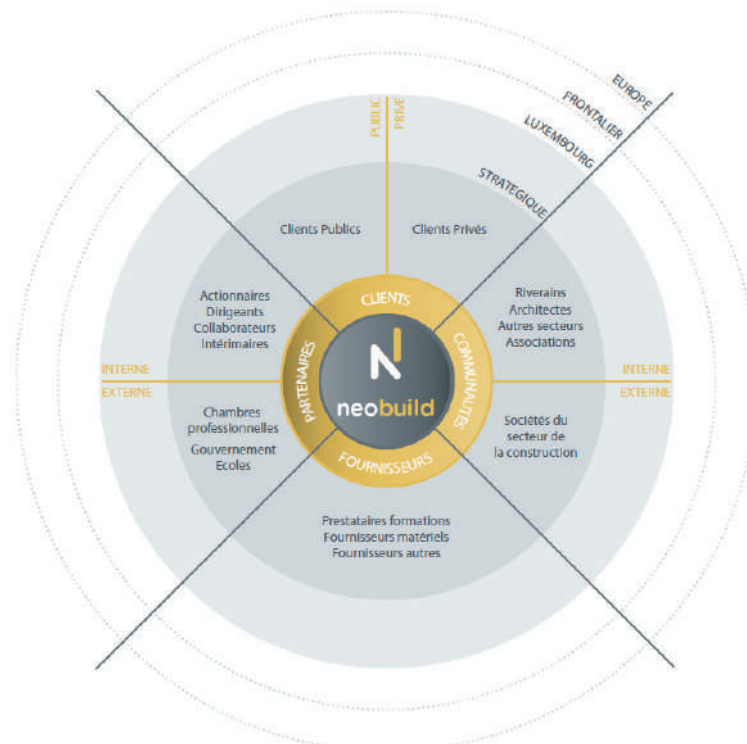 EUROPE
FRONTALIER
LUXEMBOURG
STRATEGIQUE
PUBLIC
PRIVÉ
Clients Publics
Clients Privés
Actionnaires
Dirigeants
Collaborateurs
Intérimaires
Riverains
Architectes
Autres secteurs
Associations
CLIENTS
PARTENAIRES
COMMUNAUTÉS
FOURNISSEURS
neobuild
INTERNE
EXTERNE
INTERNE
EXTERNE
Chambres
professionnelles
Gouvernement
Ecoles
Sociétés du
secteur de
la construction
Prestataires formations
Fournisseurs matériels
Fournisseurs autres